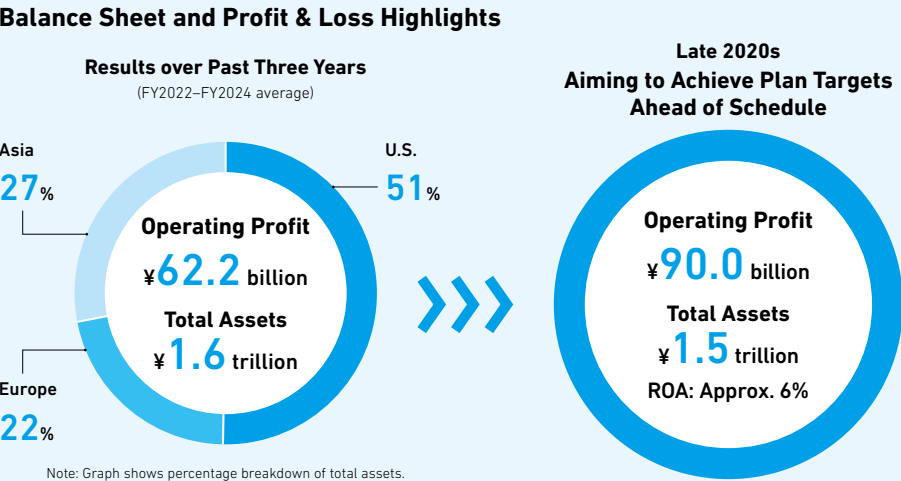 Balance Sheet and Profit & Loss Highlights
Results over Past Three Years
(FY2022–FY2024 average)
Asia
27%
U.S.
51%
Operating Profit
¥62.2 billion
Total Assets
¥1.6 trillion
Europe
22%
Note: Graph shows percentage breakdown of total assets.
Late 2020s
Aiming to Achieve Plan Targets
Ahead of Schedule
Operating Profit
¥90.0 billion
Total Assets
¥1.5 trillion
ROA: Approx. 6%